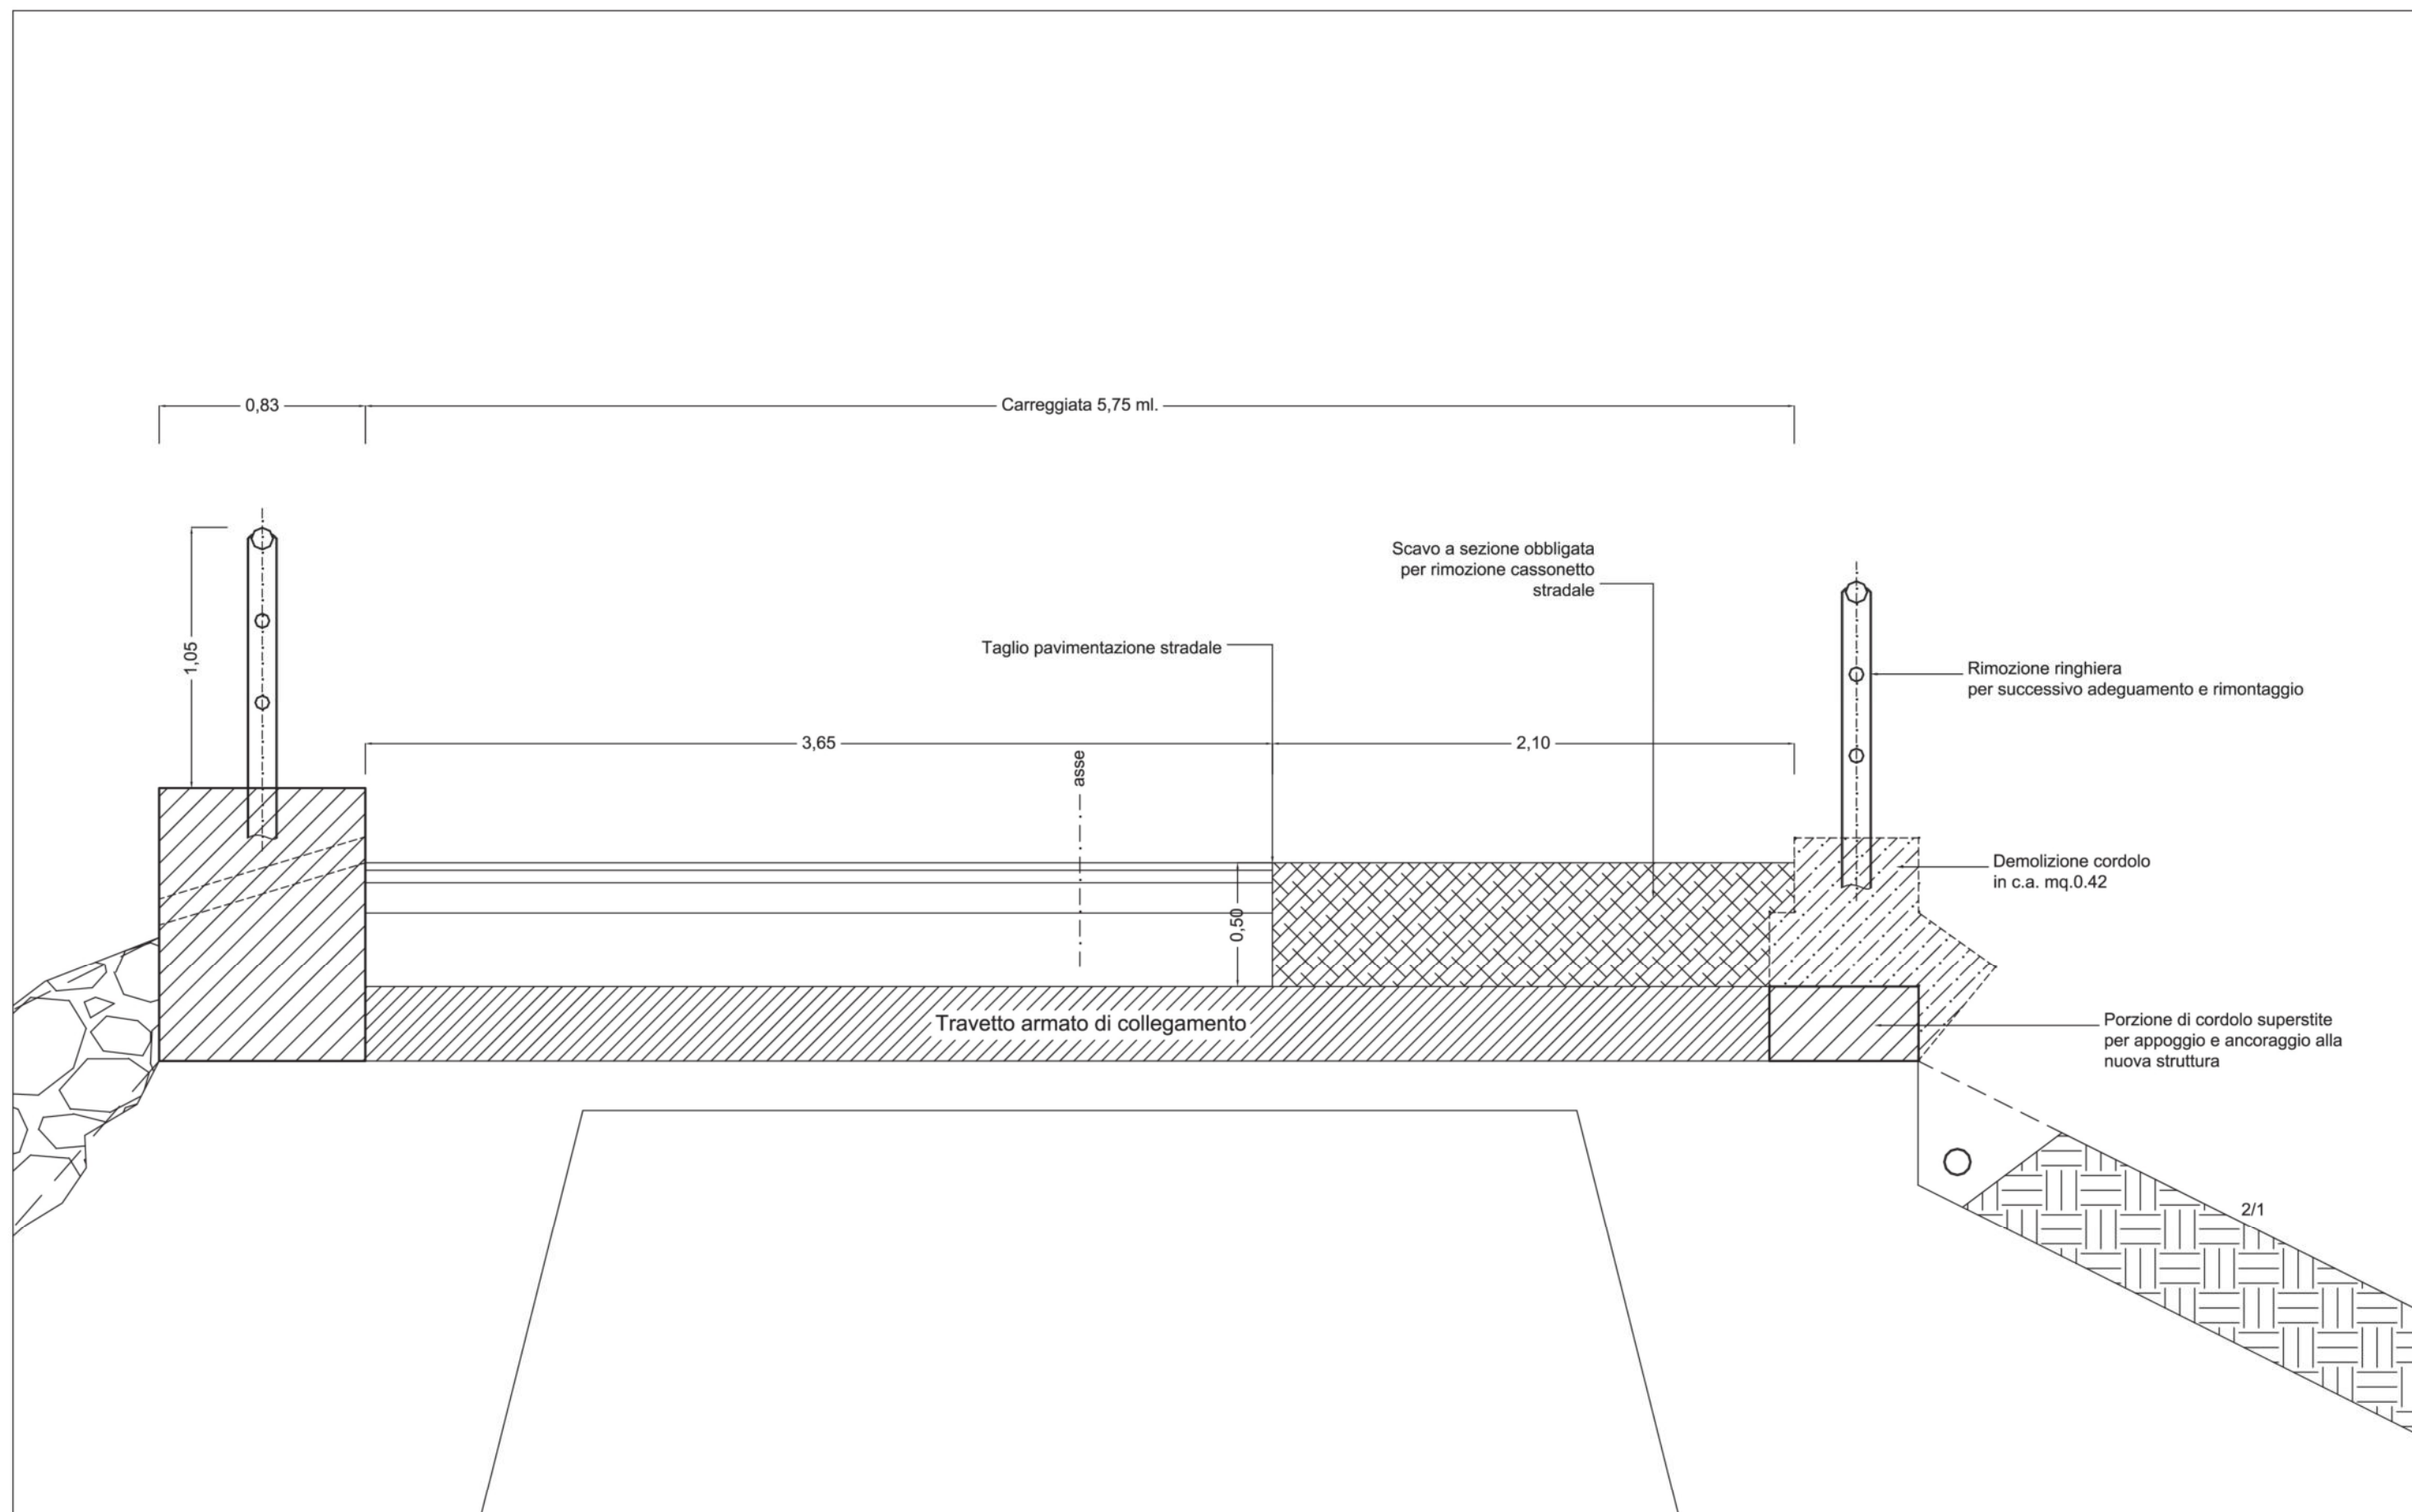 0,83
Carreggiata 5,75 ml.
Scavo a sezione obbligata
per rimozione cassonetto
stradale
1,05
Taglio pavimentazione stradale
Rimozione ringhiera
per successivo adeguamento e rimontaggio
3,65
asse
2,10
Demolizione cordolo
in c.a. mq.0.42
0,50
Travetto armato di collegamento
Porzione di cordolo superstite
per appoggio e ancoraggio alla
nuova struttura
2/1